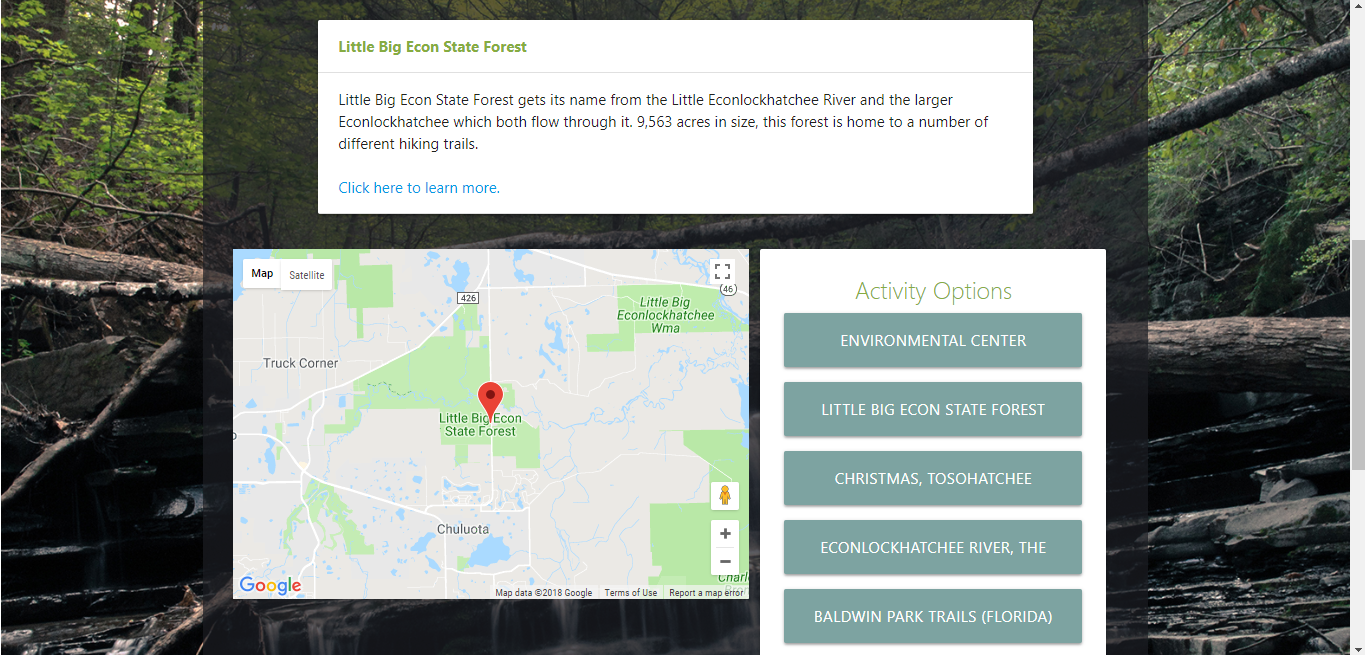 Little Big Econ State Forest
Little Big Econ State Forest gets its name from the Little Econlockhatchee River and the larger
Econlockhatchee which both flow through it. 9,563 acres in size, this forest is home to a number of
different hiking trails.
Click here to learn more.
Map
Satellite
426
46
Little Big
Econlockhatchee
Wma
Truck Corner
Little Big Econ
State Forest
Chuluota
Google
Map data ©2018 Google
Terms of Use
Report a map error
Activity Options
ENVIRONMENTAL CENTER
LITTLE BIG ECON STATE FOREST
CHRISTMAS, TOSOHATCHEE
ECONLOCKHATCHEE RIVER, THE
BALDWIN PARK TRAILS (FLORIDA)